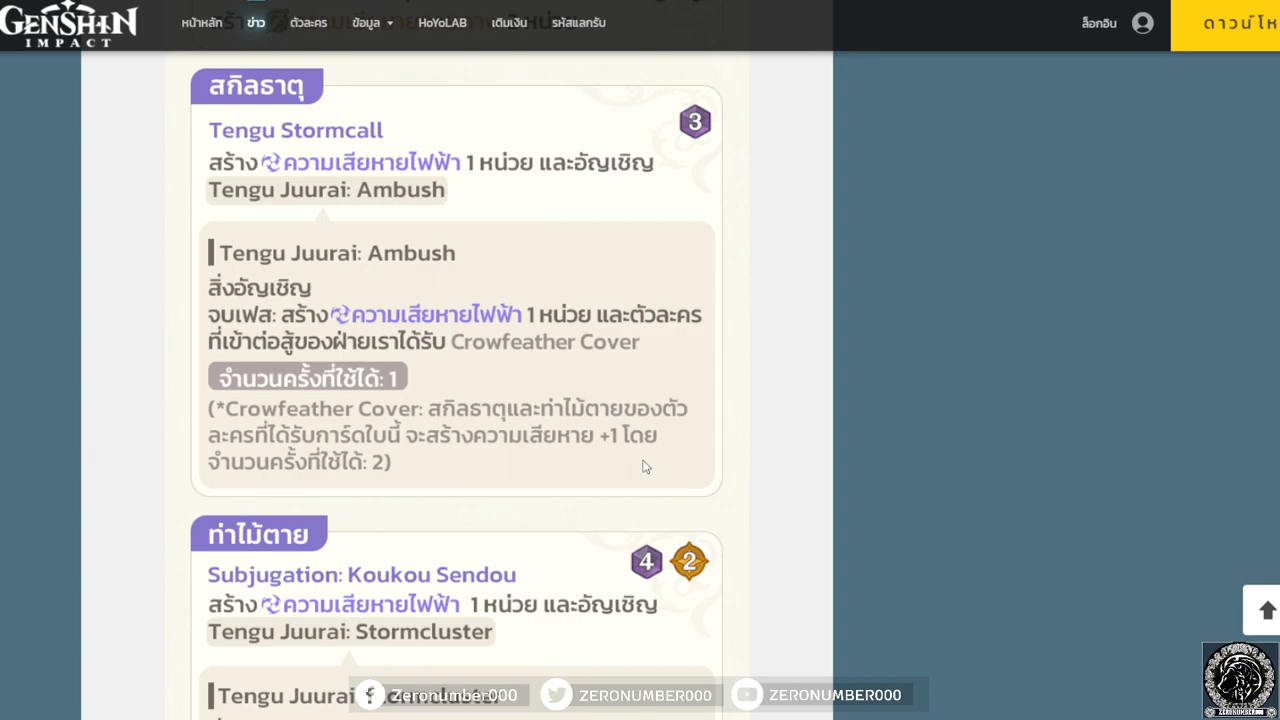 GENSHIN
IMPACT
หน้าหลัก ข่าว ตัวละคร ข้อมูล HoYoLAB เติมเงิน รหัสแลกรับ ล็อกอิน ดาวน์โห
สกิลธาตุ
3
Tengu Stormcall
สร้าง ความเสียหายไฟฟ้า 1 หน่วย และอัญเชิญ
Tengu Juurai: Ambush
Tengu Juurai: Ambush
สิ่งอัญเชิญ
จบเฟส: สร้าง ความเสียหายไฟฟ้า 1 หน่วย และตัวละคร
ที่เข้าต่อสู้ของฝ่ายเราได้รับ Crowfeather Cover
จำนวนครั้งที่ใช้ได้: 1
(*Crowfeather Cover: สกิลธาตุและท่าไม้ตายของตัว
ละครที่ได้รับการ์ดใบนี้ จะสร้างความเสียหาย +1 โดย
จำนวนครั้งที่ใช้ได้: 2)
ท่าไม้ตาย
4 2
Subjugation: Koukou Sendou
สร้าง ความเสียหายไฟฟ้า 1 หน่วย และอัญเชิญ
Tengu Juurai: Stormcluster
Tengu Juurai: Stormcluster
Zeronumber000 ZERONUMBER000 ZERONUMBER000
ZERONUMBER000